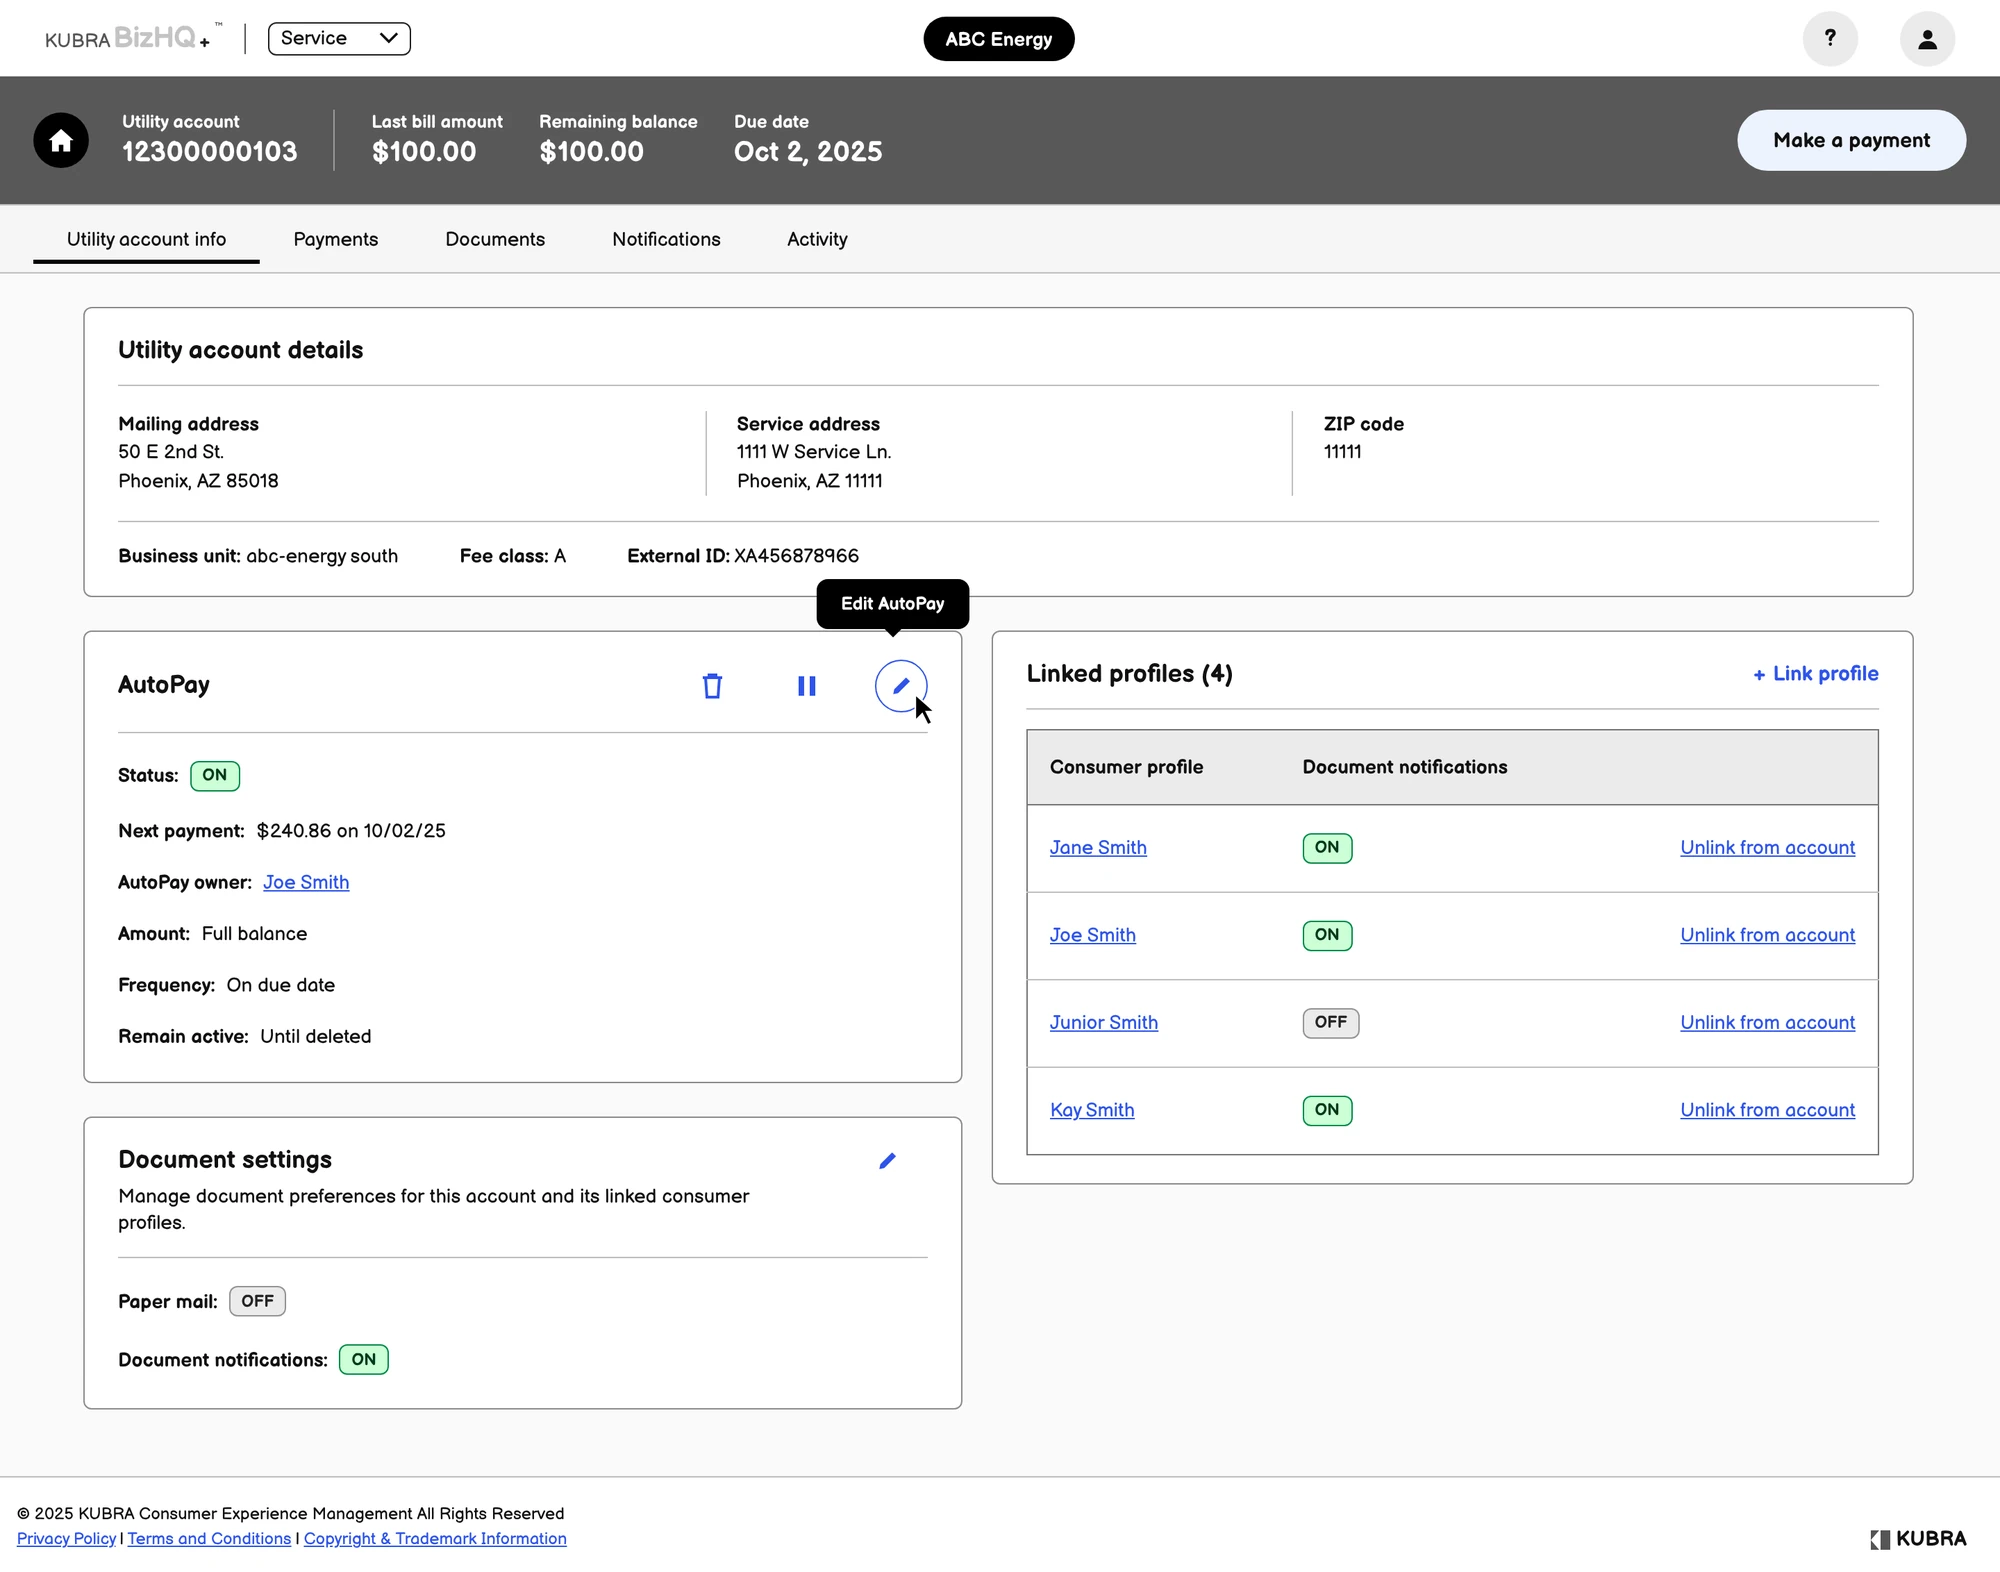 KUBRA BizHQ+ ™
Service
ABC Energy
?
Utility account
12300000103
Last bill amount
$100.00
Remaining balance
$100.00
Due date
Oct 2, 2025
Make a payment
Utility account info
Payments
Documents
Notifications
Activity
Utility account details
Mailing address
50 E 2nd St.
Phoenix, AZ 85018
Service address
1111 W Service Ln.
Phoenix, AZ 11111
ZIP code
11111
Business unit: abc-energy south
Fee class: A
External ID: XA456878966
Edit AutoPay
AutoPay
Status: ON
Next payment: $240.86 on 10/02/25
AutoPay owner: Joe Smith
Amount: Full balance
Frequency: On due date
Remain active: Until deleted
Document settings
Manage document preferences for this account and its linked consumer
profiles.
Paper mail: OFF
Document notifications: ON
Linked profiles (4)
+ Link profile
Consumer profile Document notifications
Jane Smith ON Unlink from account
Joe Smith ON Unlink from account
Junior Smith OFF Unlink from account
Kay Smith ON Unlink from account
© 2025 KUBRA Consumer Experience Management All Rights Reserved
Privacy Policy | Terms and Conditions | Copyright & Trademark Information
KUBRA